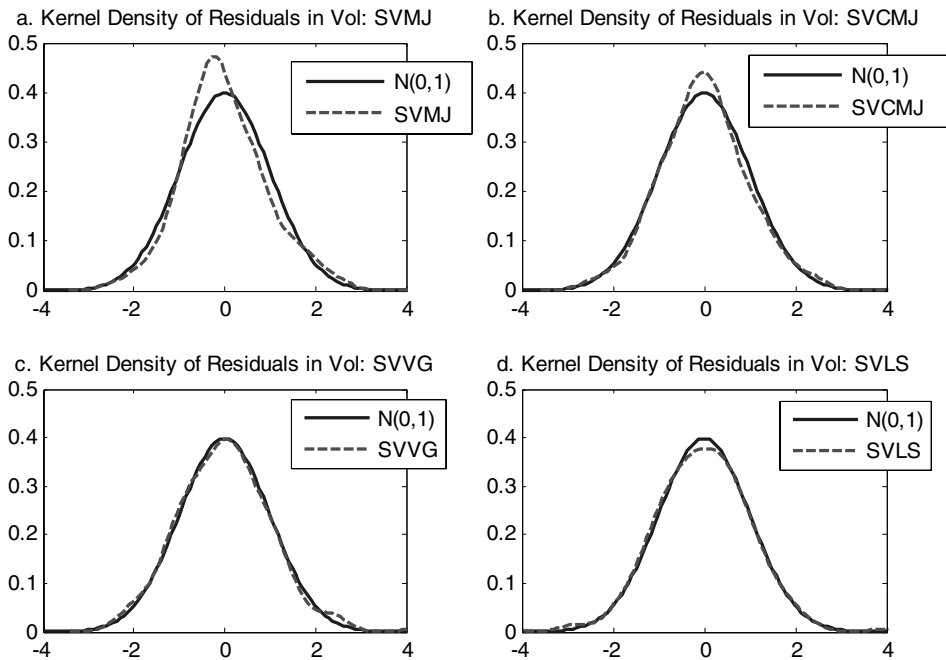 a. Kernel Density of Residuals in Vol: SVMJ
0.5
0.4
0.3
0.2
0.1
0
-4 -2 0 2 4
N(0,1)
SVMJ
b. Kernel Density of Residuals in Vol: SVCMJ
0.5
0.4
0.3
0.2
0.1
0
-4 -2 0 2 4
N(0,1)
SVCMJ
c. Kernel Density of Residuals in Vol: SVVG
0.5
0.4
0.3
0.2
0.1
0
-4 -2 0 2 4
N(0,1)
SVVG
d. Kernel Density of Residuals in Vol: SVLS
0.5
0.4
0.3
0.2
0.1
0
-4 -2 0 2 4
N(0,1)
SVLS